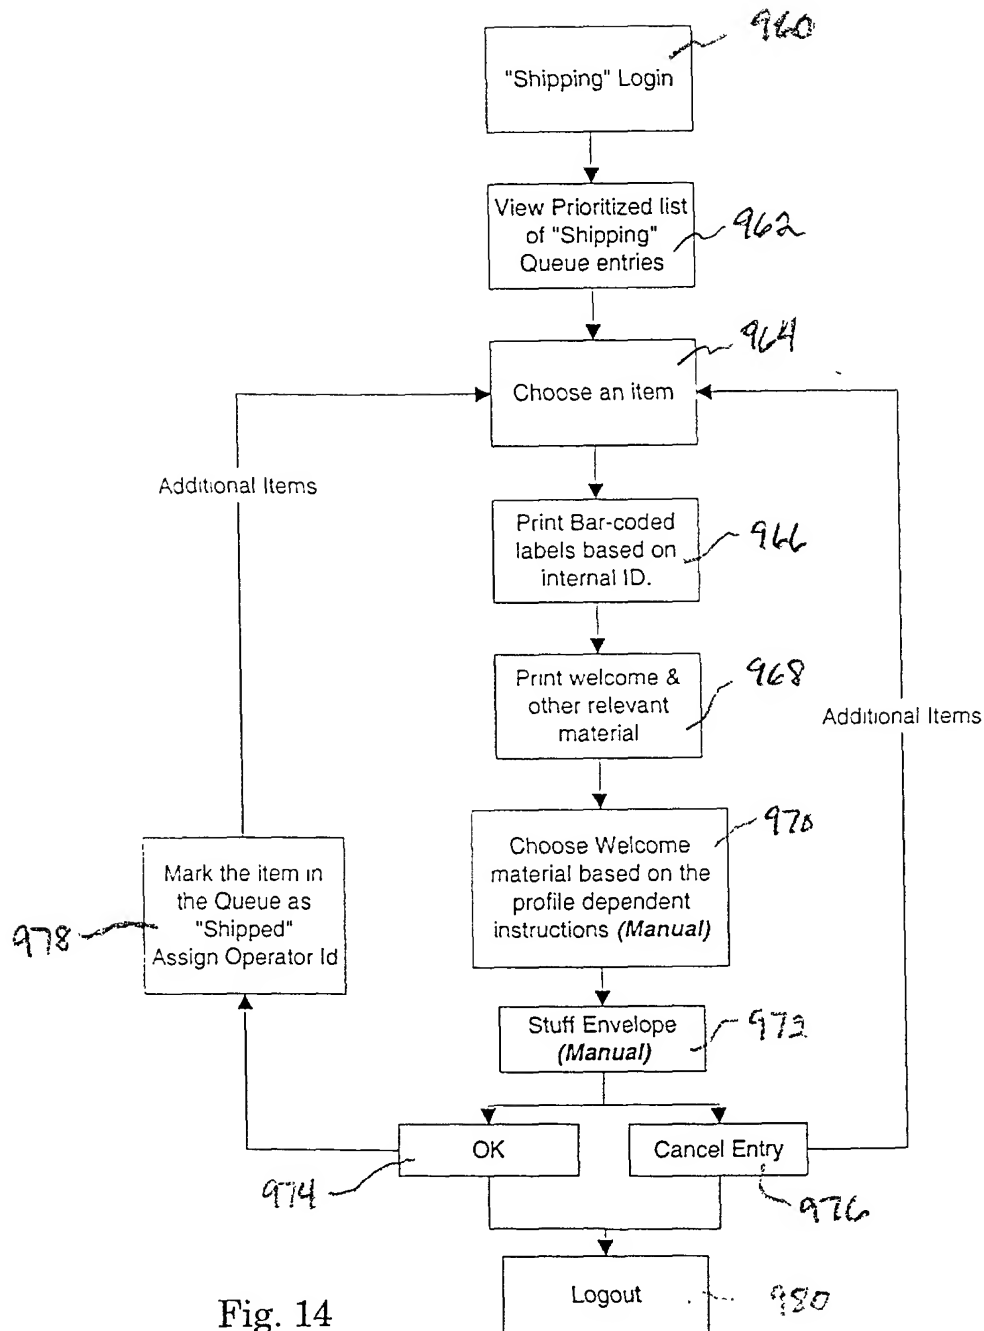 960
"Shipping" Login
View Prioritized list
of "Shipping"
Queue entries
962
964
Choose an item
Additional Items
Print Bar-coded
labels based on
internal ID.
966
Print welcome &
other relevant
material
968
Additional Items
970
Choose Welcome
material based on the
profile dependent
instructions (Manual)
Mark the item in
the Queue as
"Shipped"
Assign Operator Id
978
Stuff Envelope
(Manual)
972
OK
974
Cancel Entry
976
Logout
980
Fig. 14